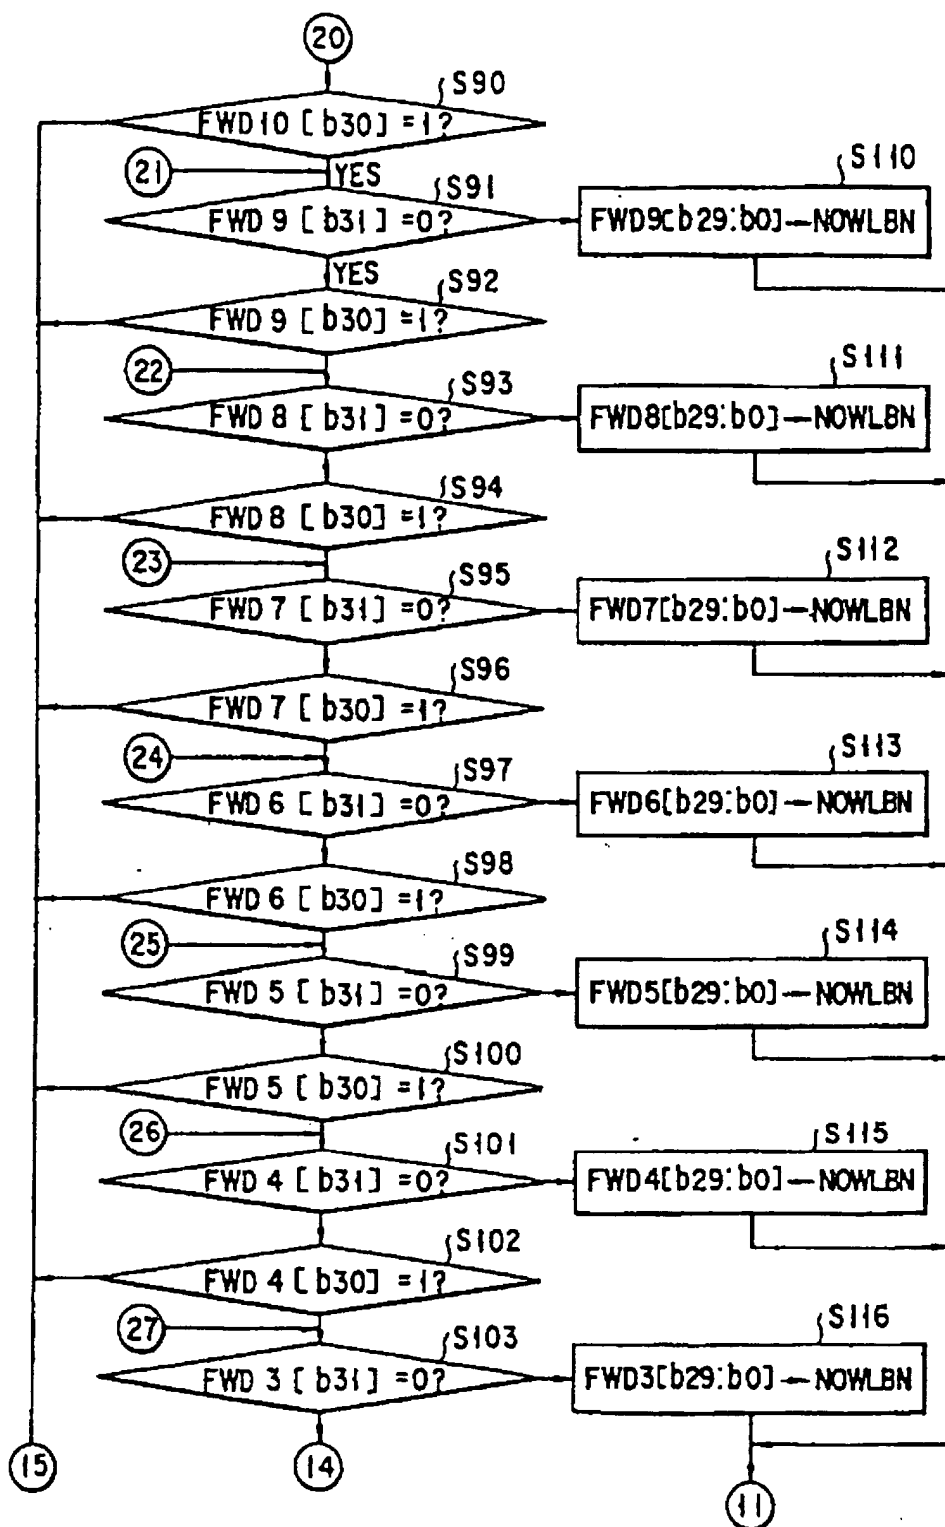 20
S90
FWD10 [b30] =1?
21
YES
S91
FWD 9 [b31] =0?
S110
FWD9[b29:b0]←NOWLBN
YES
S92
FWD 9 [b30] =1?
22
S93
FWD 8 [b31] =0?
S111
FWD8[b29:b0]←NOWLBN
S94
FWD 8 [b30] =1?
23
S95
FWD 7 [b31] =0?
S112
FWD7[b29:b0]←NOWLBN
S96
FWD 7 [b30] =1?
24
S97
FWD 6 [b31] =0?
S113
FWD6[b29:b0]←NOWLBN
S98
FWD 6 [b30] =1?
25
S99
FWD 5 [b31] =0?
S114
FWD5[b29:b0]←NOWLBN
S100
FWD 5 [b30] =1?
26
S101
FWD 4 [b31] =0?
S115
FWD4[b29:b0]←NOWLBN
S102
FWD 4 [b30] =1?
27
S103
FWD 3 [b31] =0?
S116
FWD3[b29:b0]←NOWLBN
15
14
11